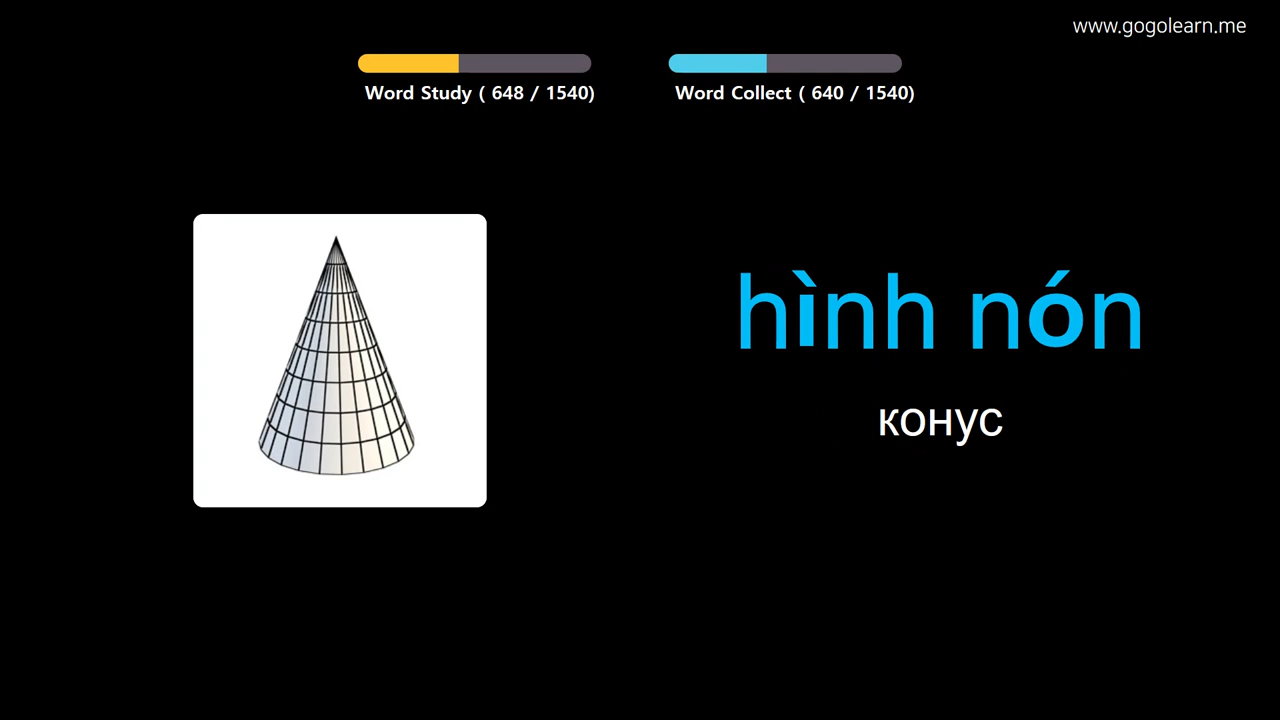 www.gogolearn.me
Word Study ( 648 / 1540)
Word Collect ( 640 / 1540)
hình nón
конус